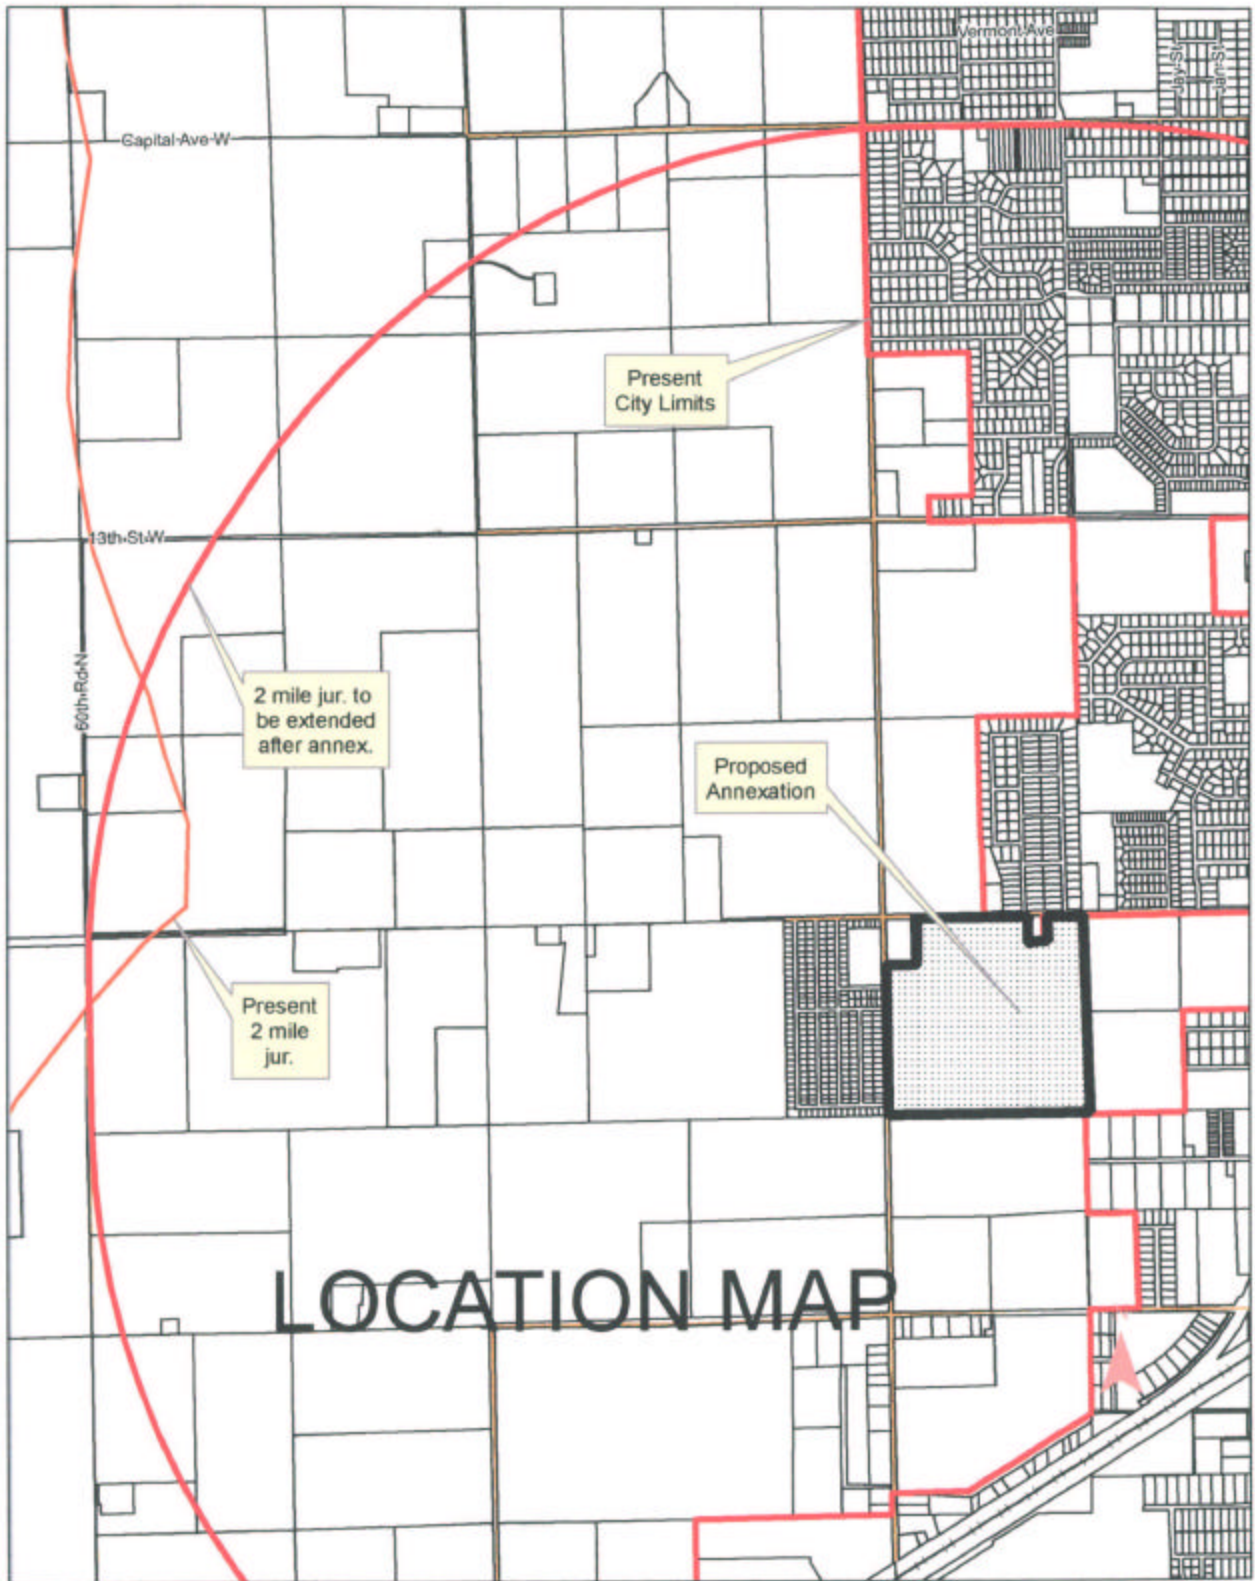 Vermont Ave
Jay St
Jan St
Capital Ave W
Present
City Limits
13th St W
60th Rd N
2 mile jur. to
be extended
after annex.
Proposed
Annexation
Present
2 mile
jur.
LOCATION MAP